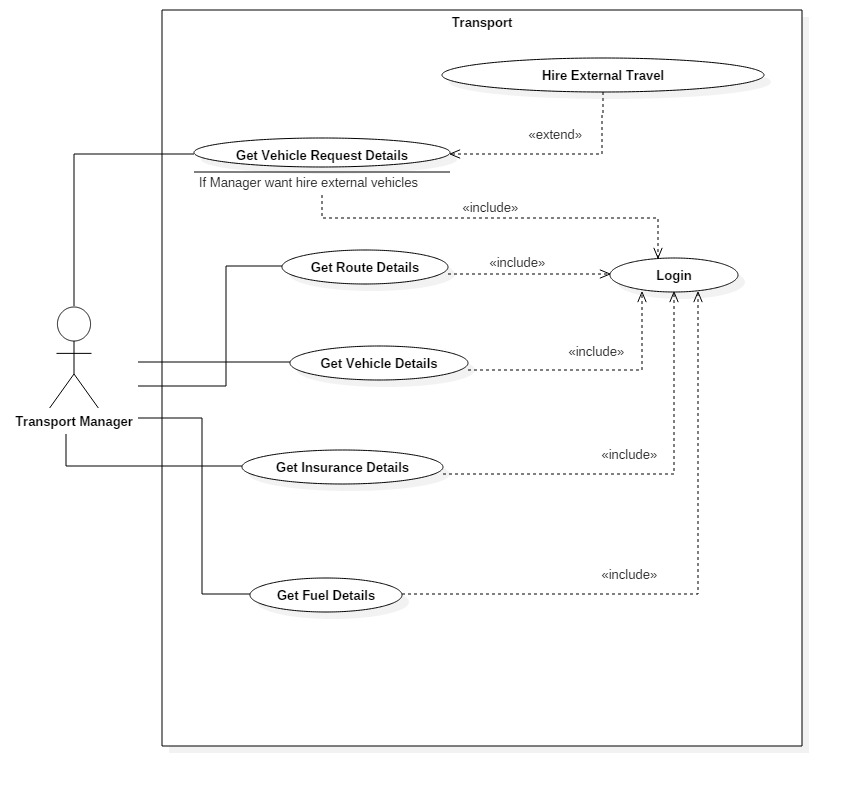 Transport
Hire External Travel
«extend»
Get Vehicle Request Details
If Manager want hire external vehicles
«include»
Get Route Details
«include»
Login
Get Vehicle Details
«include»
Transport Manager
Get Insurance Details
«include»
Get Fuel Details
«include»